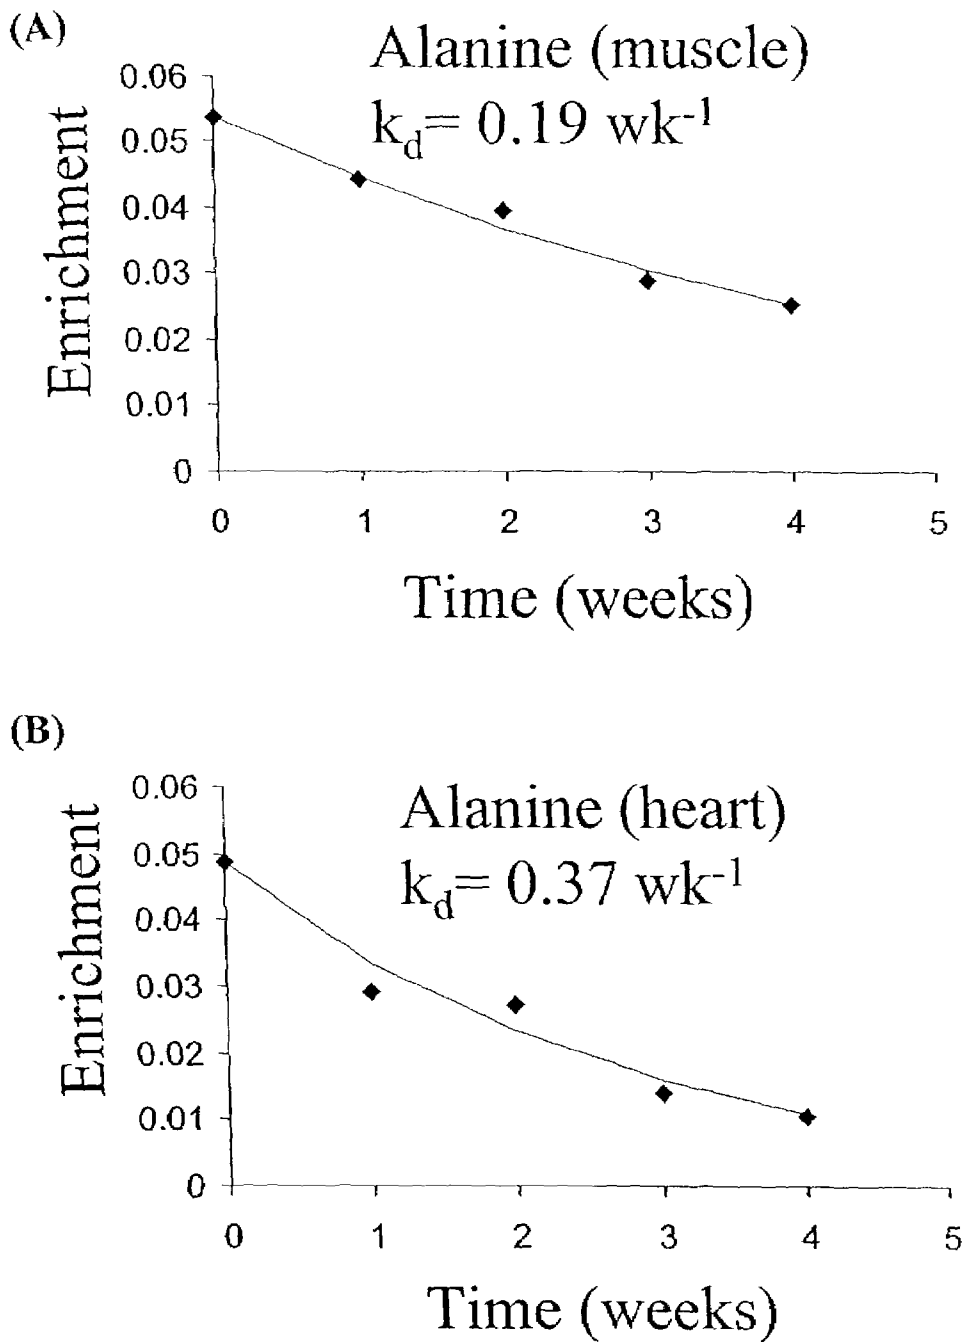 (A)
Alanine (muscle)
k_d= 0.19 wk⁻¹
Enrichment
0.06
0.05
0.04
0.03
0.02
0.01
0
0 1 2 3 4 5
Time (weeks)
(B)
Alanine (heart)
k_d= 0.37 wk⁻¹
Enrichment
0.06
0.05
0.04
0.03
0.02
0.01
0
0 1 2 3 4 5
Time (weeks)